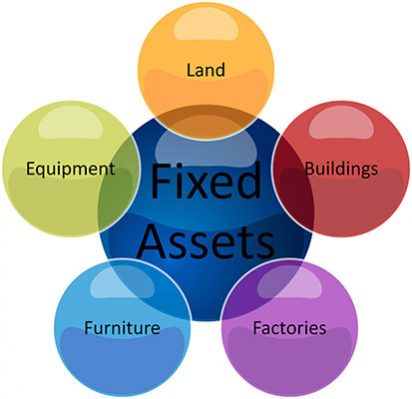 Land
Equipment
Buildings
Fixed
Assets
Furniture
Factories